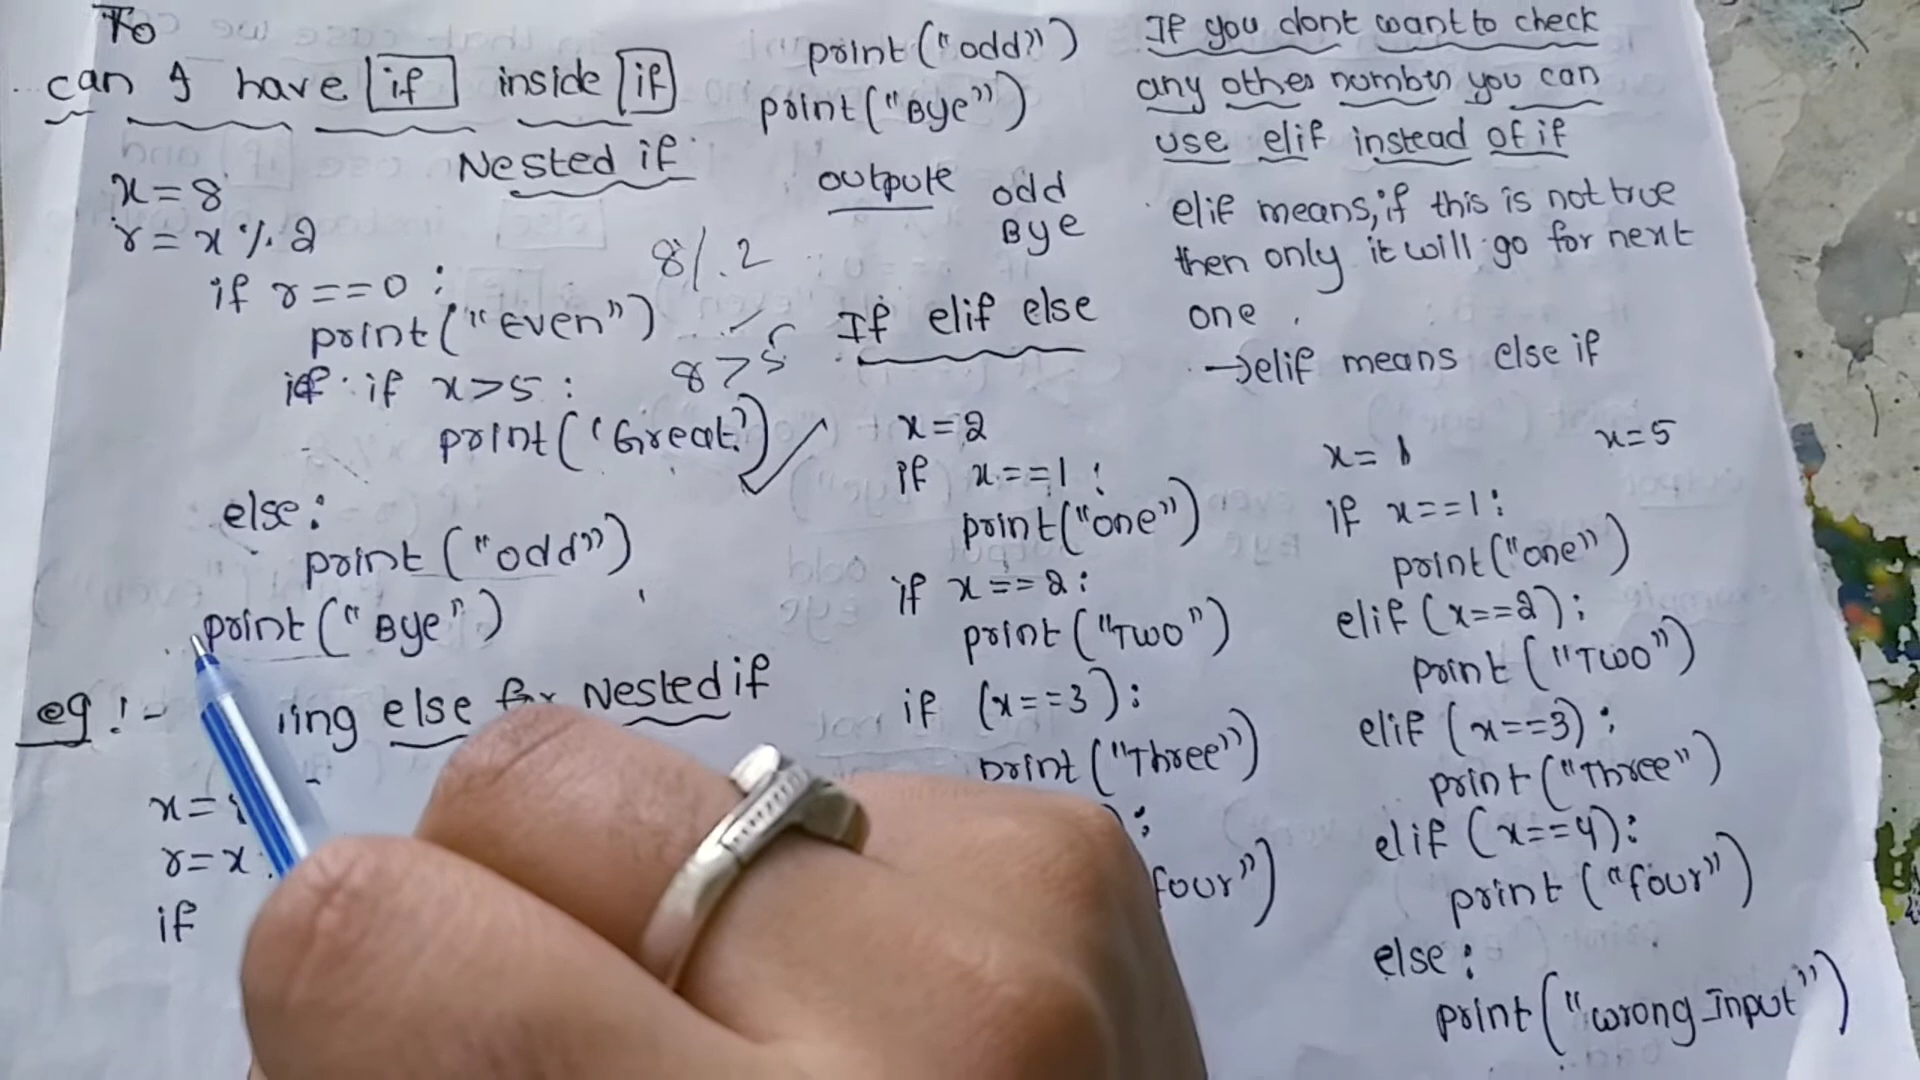 To
can I have if inside if
Nested if
x=8
r=x%2
8%2
if r==0:
print("Even")
if x>5:
8>5
print('Great')
else:
print("odd")
print("Bye")
eg:-
else for Nested if
x=
r=x
if
print("odd")
print("Bye")
outpute odd
Bye
If elif else
x=2
if x==1:
print("one")
if x==2:
print("Two")
if (x==3):
print("Three")
:
four")
If you dont want to check
any other number you can
use elif instead of if
elif means, if this is not true
then only it will go for next
one.
→elif means else if
x=1 x=5
if x==1:
print("one")
elif (x==2):
print("Two")
elif (x==3):
print("Three")
elif (x==4):
print("four")
else:
print("wrong Input")